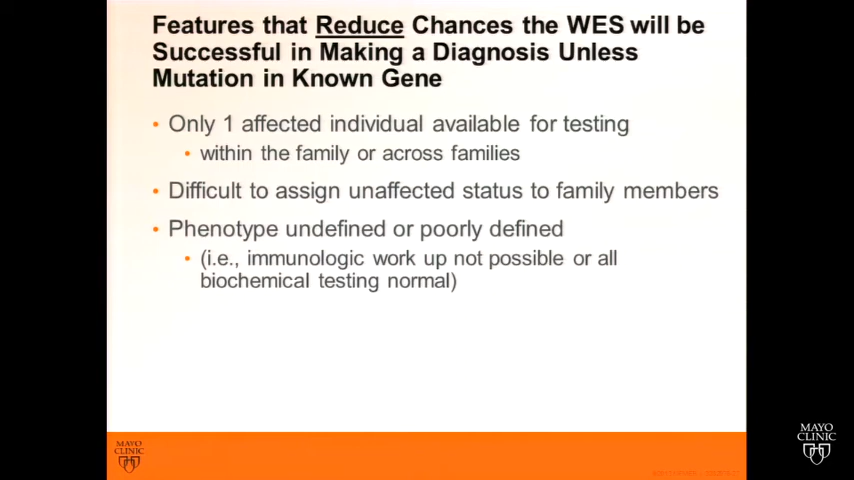 Features that Reduce Chances the WES will be
Successful in Making a Diagnosis Unless
Mutation in Known Gene
• Only 1 affected individual available for testing
• within the family or across families
• Difficult to assign unaffected status to family members
• Phenotype undefined or poorly defined
• (i.e., immunologic work up not possible or all
biochemical testing normal)
MAYO
CLINIC
MAYO
CLINIC